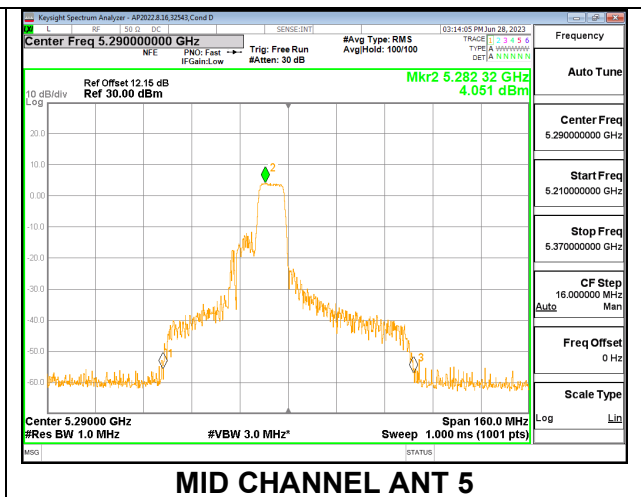 Keysight Spectrum Analyzer - AP2022.8.16,32543,Cond D
L RF 50 Ω DC SENSE:INT 03:14:05 PM Jun 28, 2023
Center Freq 5.290000000 GHz
NFE
PNO: Fast
IFGain:Low
Trig: Free Run
#Atten: 30 dB
#Avg Type: RMS
Avg|Hold: 100/100
TRACE 1 2 3 4 5 6
TYPE A WWWWW
DET A N N N N N
Ref Offset 12.15 dB
Ref 30.00 dBm
10 dB/div
Log
Mkr2 5.282 32 GHz
4.051 dBm
20.0
10.0
0.00
-10.0
-20.0
-30.0
-40.0
-50.0
-60.0
2
1
3
Center 5.29000 GHz
#Res BW 1.0 MHz
#VBW 3.0 MHz*
Span 160.0 MHz
Sweep 1.000 ms (1001 pts)
MSG
STATUS
Frequency
Auto Tune
Center Freq
5.290000000 GHz
Start Freq
5.210000000 GHz
Stop Freq
5.370000000 GHz
CF Step
16.000000 MHz
Auto Man
Freq Offset
0 Hz
Scale Type
Log Lin
MID CHANNEL ANT 5